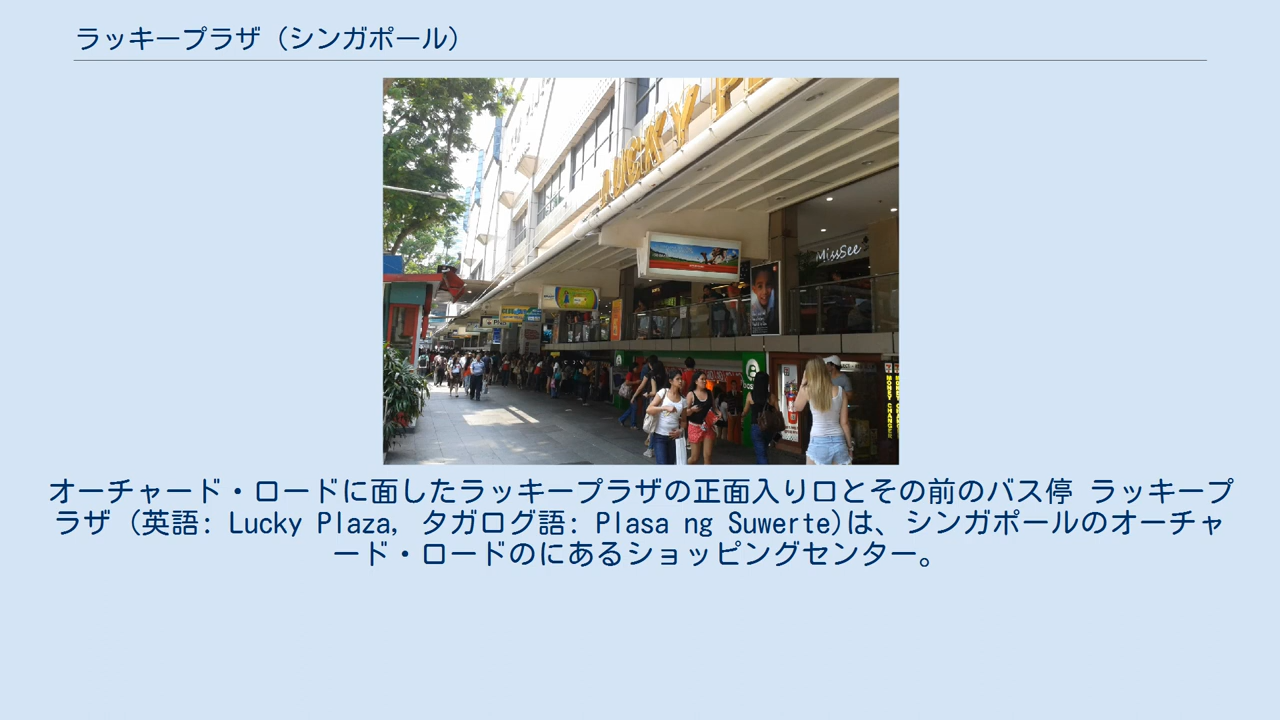 ラッキープラザ（シンガポール）
LUCKY
MissSee
MONEY CHANGER
オーチャード・ロードに面したラッキープラザの正面入り口とその前のバス停 ラッキープ
ラザ（英語: Lucky Plaza, タガログ語: Plasa ng Suwerte)は、シンガポールのオーチャ
ード・ロードのにあるショッピングセンター。